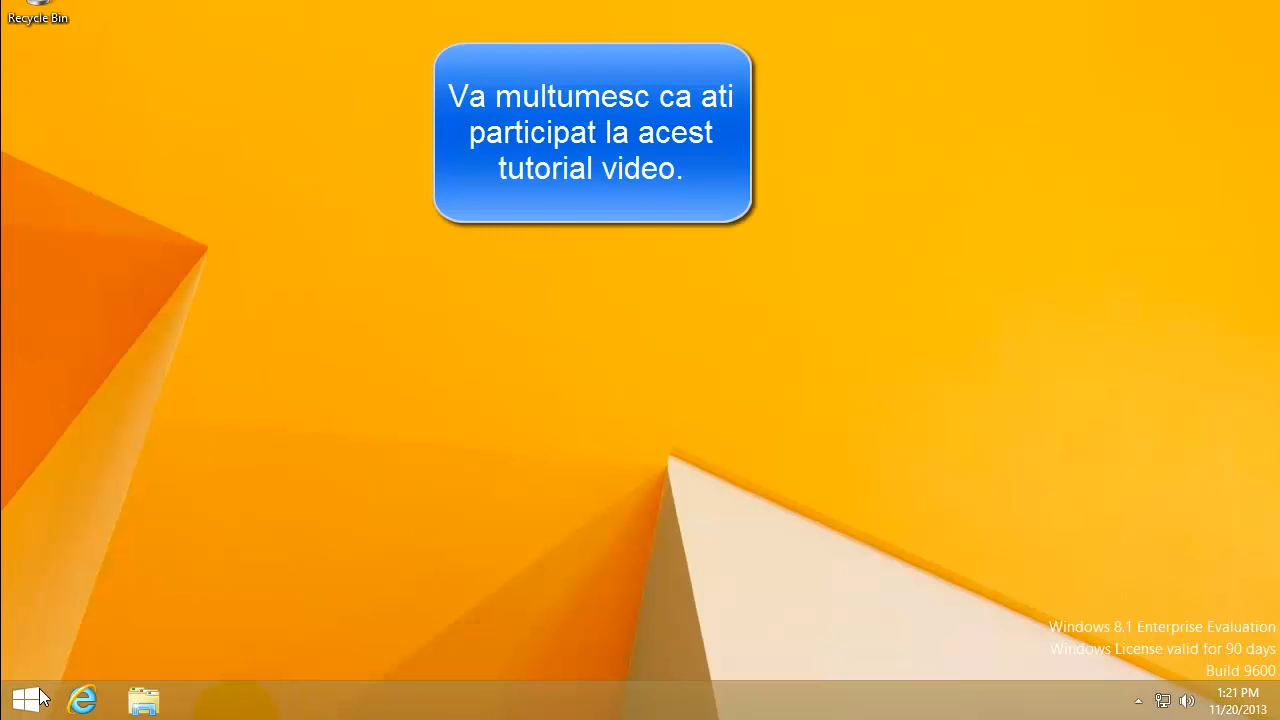 Recycle Bin
Va multumesc ca ati
participat la acest
tutorial video.
Windows 8.1 Enterprise Evaluation
Windows License valid for 90 days
Build 9600
1:21 PM
11/20/2013